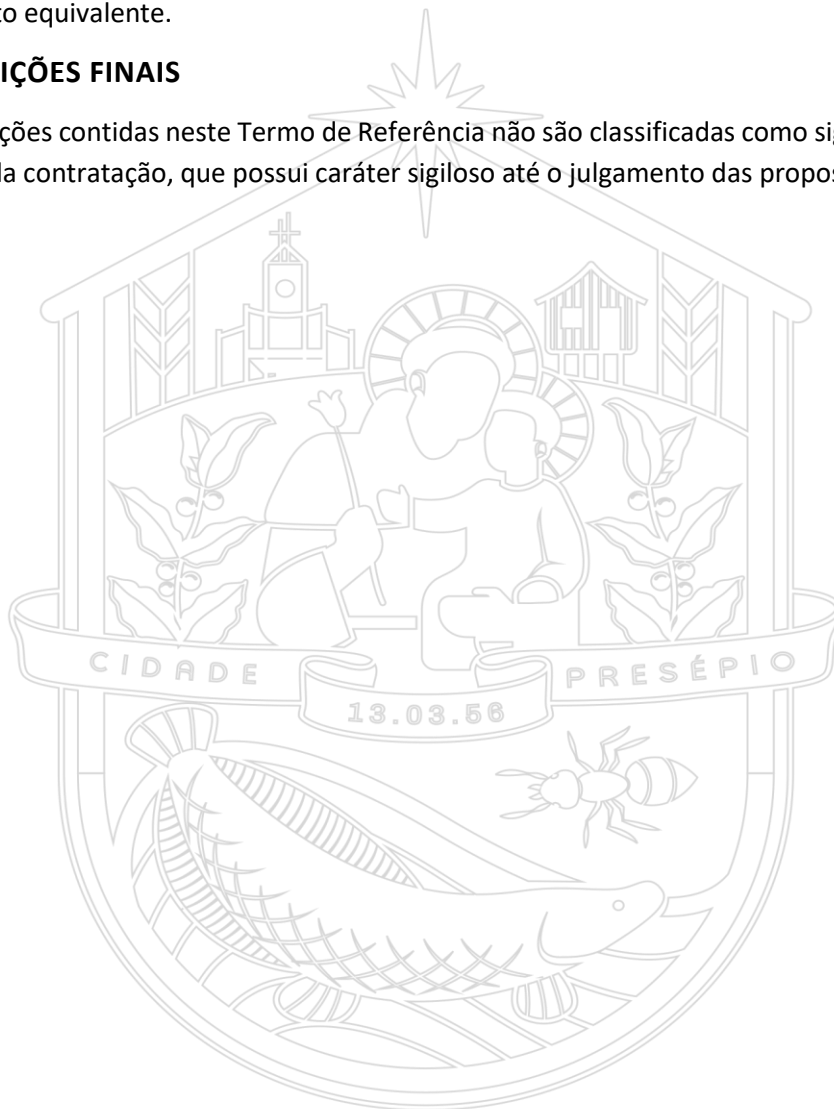 to equivalente.
IÇÕES FINAIS
ções contidas neste Termo de Referência não são classificadas como sig
la contratação, que possui caráter sigiloso até o julgamento das propos
CIDADE
PRESÉPIO
13.03.56